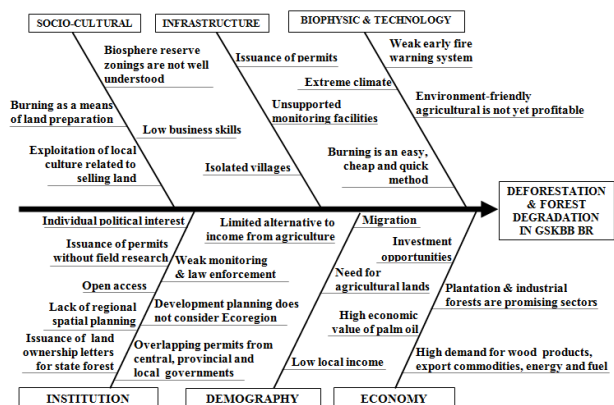 SOCIO-CULTURAL
INFRASTRUCTURE
BIOPHYSIC & TECHNOLOGY
Biosphere reserve
zonings are not well
understood
Burning as a means
of land preparation
Low business skills
Exploitation of local
culture related to
selling land
Issuance of permits
Unsupported
monitoring facilities
Isolated villages
Weak early fire
warning system
Extreme climate
Environment-friendly
agricultural is not yet profitable
Burning is an easy,
cheap and quick
method
DEFORESTATION
& FOREST
DEGRADATION
IN GSKBB BR
Individual political interest
Issuance of permits
without field research
Weak monitoring
& law enforcement
Open access
Lack of regional
spatial planning
Development planning does
not consider Ecoregion
Issuance of land
ownership letters
for state forest
Overlapping permits from
central, provincial and
local governments
Limited alternative to
income from agriculture
Migration
Need for
agricultural lands
Low local income
Investment
opportunities
Plantation & industrial
forests are promising sectors
High economic
value of palm oil
High demand for wood products,
export commodities, energy and fuel
INSTITUTION
DEMOGRAPHY
ECONOMY